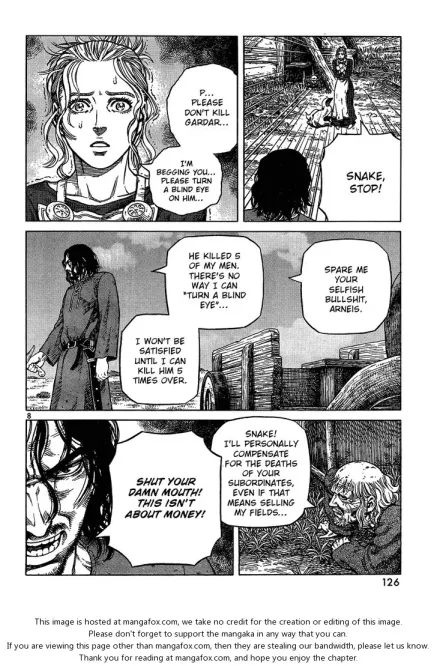 P...
PLEASE
DON'T KILL
GARDAR...
I'M
BEGGING YOU...
PLEASE TURN
A BLIND EYE
ON HIM...
SNAKE,
STOP!
HE KILLED 5
OF MY MEN.
THERE'S NO
WAY I CAN
"TURN A BLIND
EYE"...
SPARE ME
YOUR
SELFISH
BULLSHIT,
ARNEIS.
I WON'T BE
SATISFIED
UNTIL I CAN
KILL HIM 5
TIMES OVER.
8
SHUT YOUR
DAMN MOUTH!
THIS ISN'T
ABOUT MONEY!
SNAKE!
I'LL PERSONALLY
COMPENSATE
FOR THE DEATHS
OF YOUR
SUBORDINATES,
EVEN IF THAT
MEANS SELLING
MY FIELDS...
126
This image is hosted at mangafox.com, we take no credit for the creation or editing of this image.
Please don't forget to support the mangaka in any way that you can.
If you are viewing this page other than mangafox.com, then they are stealing our bandwidth, please let us know.
Thank you for reading at mangafox.com, and hope you enjoy the chapter.